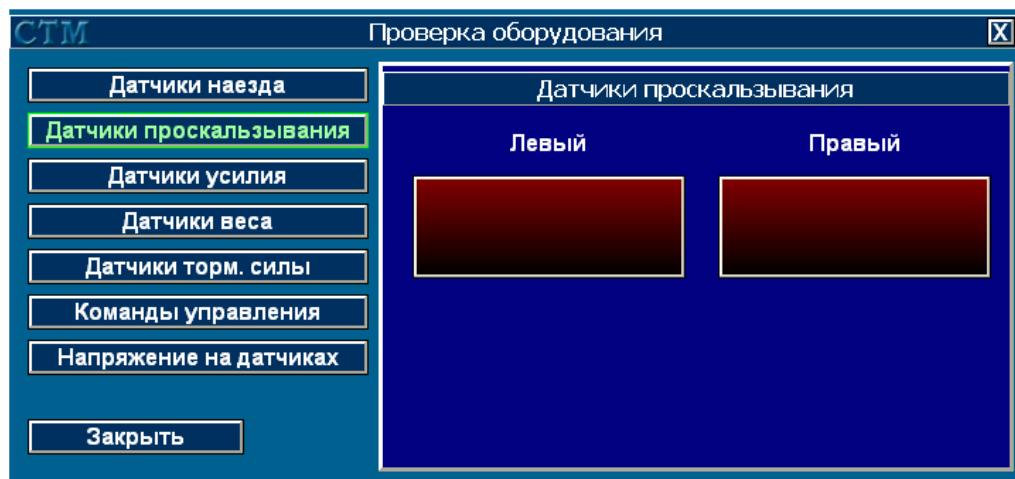 СТМ
Проверка оборудования
X
Датчики наезда
Датчики проскальзывания
Датчики усилия
Датчики веса
Датчики торм. силы
Команды управления
Напряжение на датчиках
Закрыть
Датчики проскальзывания
Левый
Правый